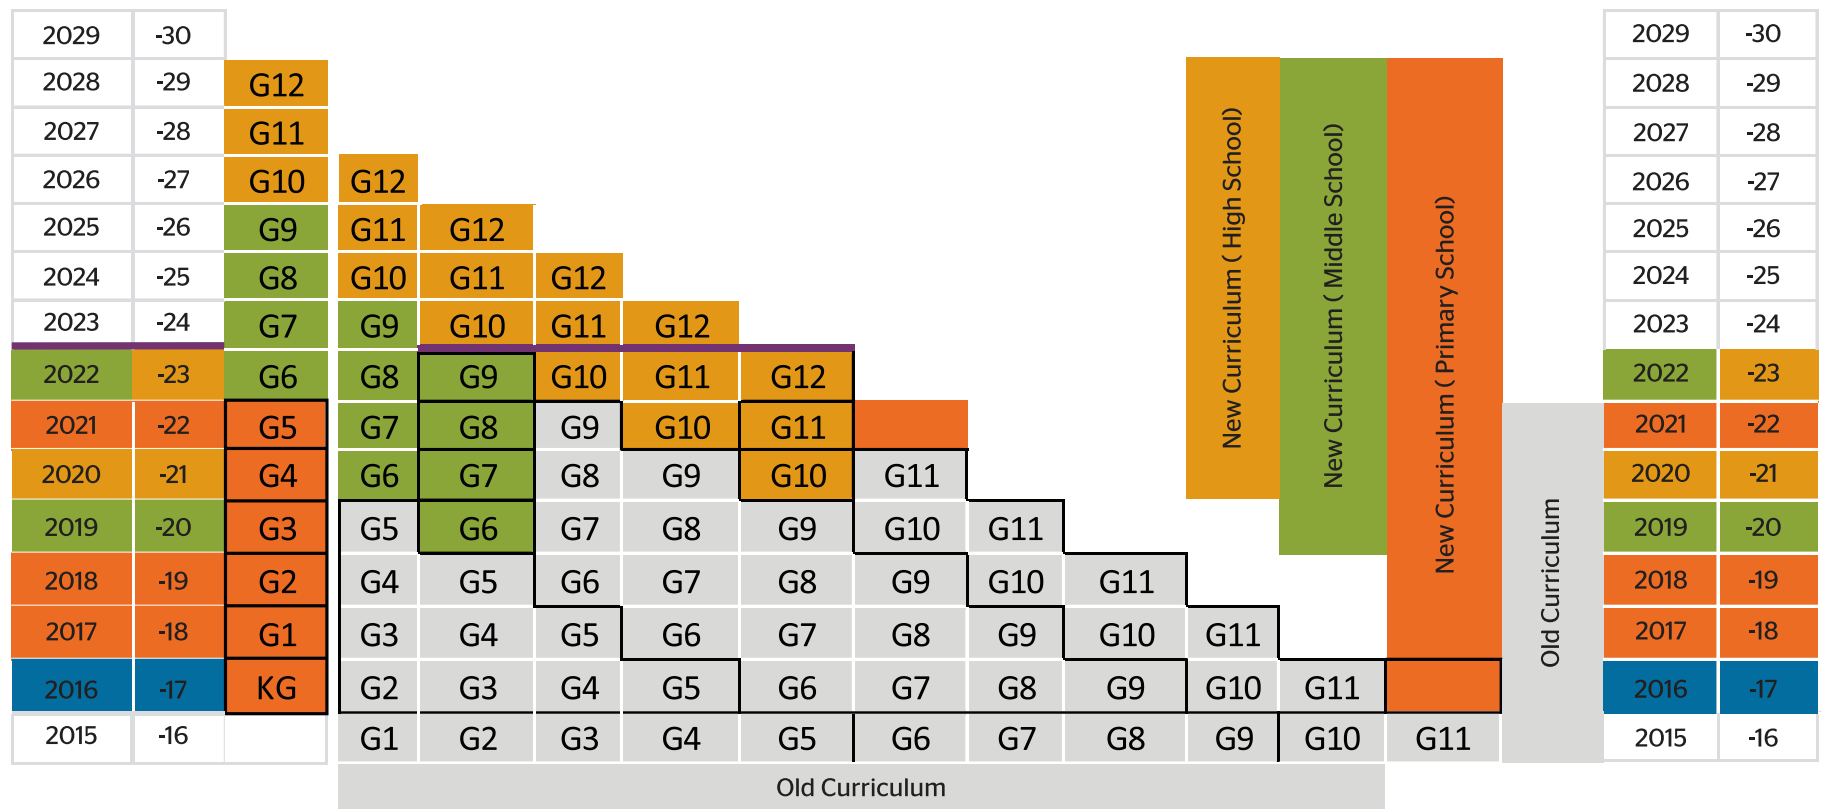 2029 -30 2029 -30
2028 -29 G12 2028 -29
2027 -28 G11 2027 -28
2026 -27 G10 G12 2026 -27
2025 -26 G9 G11 G12 2025 -26
2024 -25 G8 G10 G11 G12 2024 -25
2023 -24 G7 G9 G10 G11 G12 2023 -24
2022 -23 G6 G8 G9 G10 G11 G12 2022 -23
2021 -22 G5 G7 G8 G9 G10 G11 2021 -22
2020 -21 G4 G6 G7 G8 G9 G10 G11 2020 -21
2019 -20 G3 G5 G6 G7 G8 G9 G10 G11 2019 -20
2018 -19 G2 G4 G5 G6 G7 G8 G9 G10 G11 2018 -19
2017 -18 G1 G3 G4 G5 G6 G7 G8 G9 G10 G11 2017 -18
2016 -17 KG G2 G3 G4 G5 G6 G7 G8 G9 G10 G11 2016 -17
2015 -16 G1 G2 G3 G4 G5 G6 G7 G8 G9 G10 G11 2015 -16
New Curriculum ( High School)
New Curriculum ( Middle School)
New Curriculum ( Primary School)
Old Curriculum
Old Curriculum